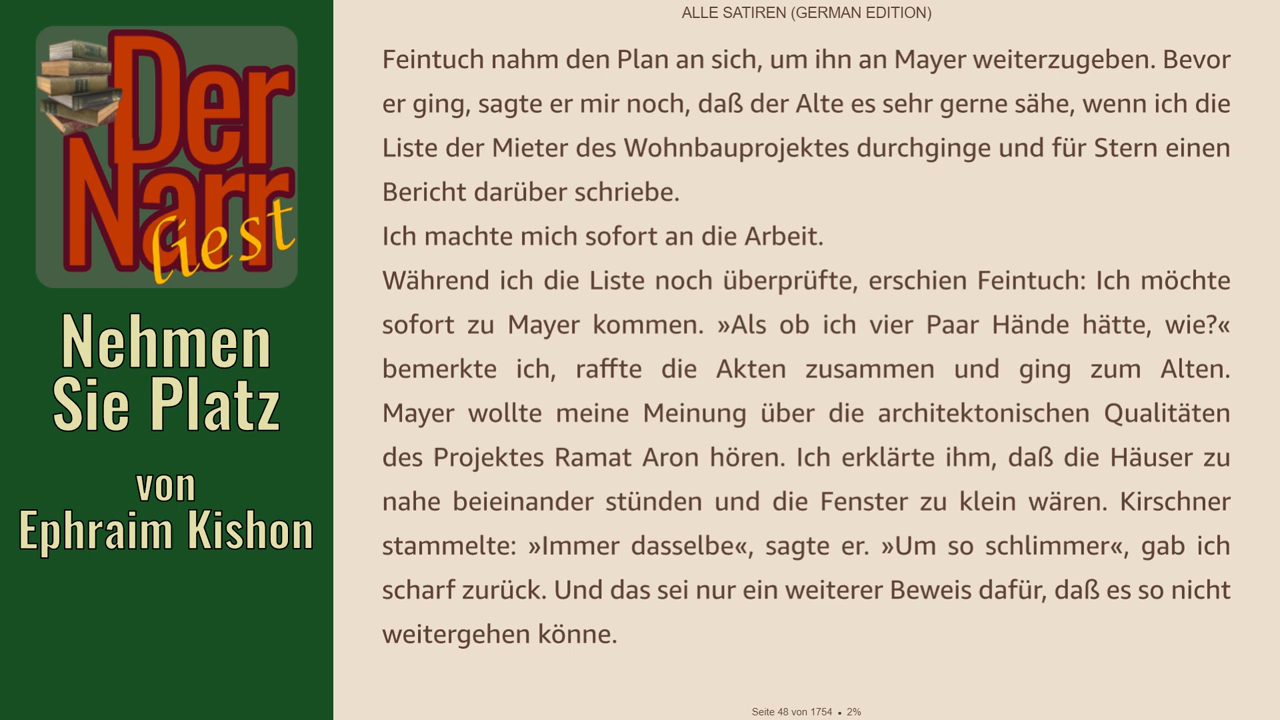 Der
Narr
liest
Nehmen
Sie Platz
von
Ephraim Kishon
ALLE SATIREN (GERMAN EDITION)
Feintuch nahm den Plan an sich, um ihn an Mayer weiterzugeben. Bevor
er ging, sagte er mir noch, daß der Alte es sehr gerne sähe, wenn ich die
Liste der Mieter des Wohnbauprojektes durchginge und für Stern einen
Bericht darüber schriebe.
Ich machte mich sofort an die Arbeit.
Während ich die Liste noch überprüfte, erschien Feintuch: Ich möchte
sofort zu Mayer kommen. »Als ob ich vier Paar Hände hätte, wie?«
bemerkte ich, raffte die Akten zusammen und ging zum Alten.
Mayer wollte meine Meinung über die architektonischen Qualitäten
des Projektes Ramat Aron hören. Ich erklärte ihm, daß die Häuser zu
nahe beieinander stünden und die Fenster zu klein wären. Kirschner
stammelte: »Immer dasselbe«, sagte er. »Um so schlimmer«, gab ich
scharf zurück. Und das sei nur ein weiterer Beweis dafür, daß es so nicht
weitergehen könne.
Seite 48 von 1754 • 2%